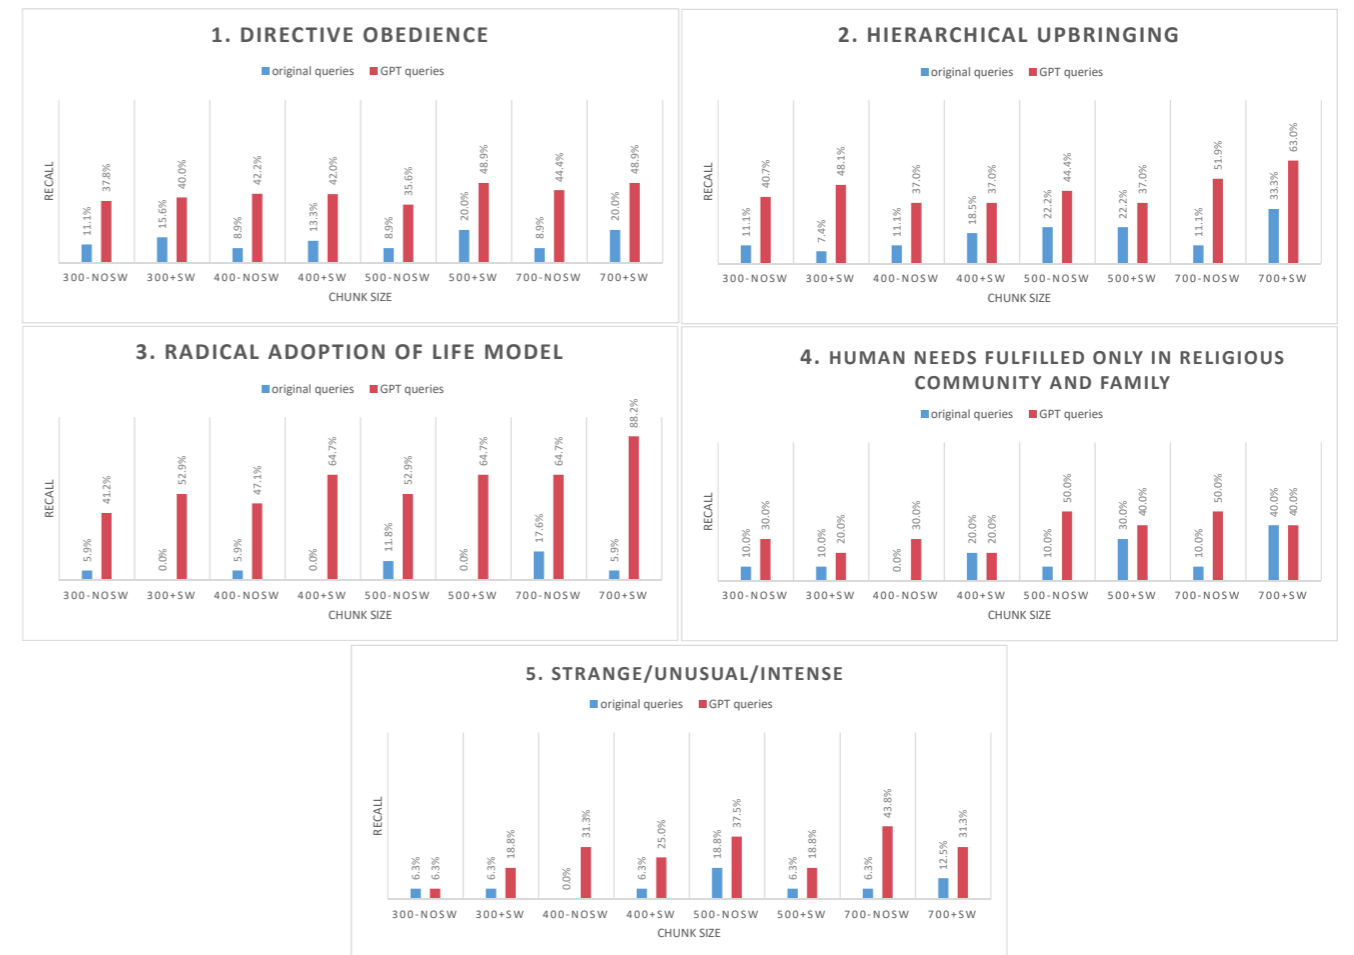 1. DIRECTIVE OBEDIENCE
original queries GPT queries
RECALL
11.1% 37.8% 15.6% 40.0% 8.9% 42.2% 13.3% 42.0% 8.9% 35.6% 20.0% 48.9% 8.9% 44.4% 20.0% 48.9%
300-NOSW 300+SW 400-NOSW 400+SW 500-NOSW 500+SW 700-NOSW 700+SW
CHUNK SIZE
2. HIERARCHICAL UPBRINGING
original queries GPT queries
RECALL
11.1% 40.7% 7.4% 48.1% 11.1% 37.0% 18.5% 37.0% 22.2% 44.4% 22.2% 37.0% 11.1% 51.9% 33.3% 63.0%
300-NOSW 300+SW 400-NOSW 400+SW 500-NOSW 500+SW 700-NOSW 700+SW
CHUNK SIZE
3. RADICAL ADOPTION OF LIFE MODEL
original queries GPT queries
RECALL
5.9% 41.2% 0.0% 52.9% 5.9% 47.1% 0.0% 64.7% 11.8% 52.9% 0.0% 64.7% 17.6% 64.7% 5.9% 88.2%
300-NOSW 300+SW 400-NOSW 400+SW 500-NOSW 500+SW 700-NOSW 700+SW
CHUNK SIZE
4. HUMAN NEEDS FULFILLED ONLY IN RELIGIOUS
COMMUNITY AND FAMILY
original queries GPT queries
RECALL
10.0% 30.0% 10.0% 20.0% 0.0% 30.0% 20.0% 20.0% 10.0% 50.0% 30.0% 40.0% 10.0% 50.0% 40.0% 40.0%
300-NOSW 300+SW 400-NOSW 400+SW 500-NOSW 500+SW 700-NOSW 700+SW
CHUNK SIZE
5. STRANGE/UNUSUAL/INTENSE
original queries GPT queries
RECALL
6.3% 6.3% 6.3% 18.8% 0.0% 31.3% 6.3% 25.0% 18.8% 37.5% 6.3% 18.8% 6.3% 43.8% 12.5% 31.3%
300-NOSW 300+SW 400-NOSW 400+SW 500-NOSW 500+SW 700-NOSW 700+SW
CHUNK SIZE